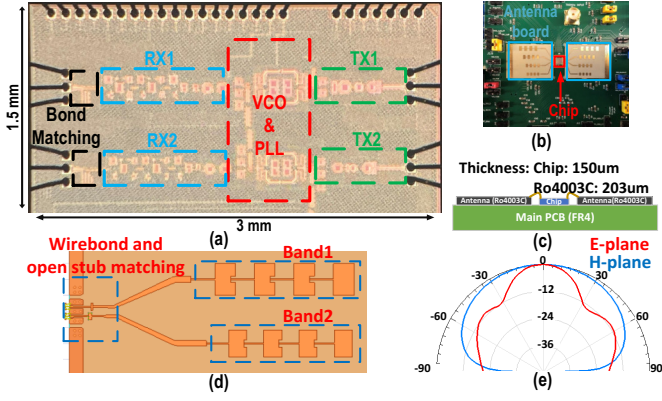 RX1
TX1
Bond
Matching
VCO
&
PLL
RX2
TX2
1.5 mm
3 mm
(a)
Antenna
board
Chip
(b)
Thickness: Chip: 150um
Ro4003C: 203um
Antenna (Ro4003C)
Chip
Antenna(Ro4003C)
Main PCB (FR4)
(c)
Wirebond and
open stub matching
Band1
Band2
(d)
E-plane
H-plane
0
-30
30
-12
-60
-24
60
-36
-90
90
(e)